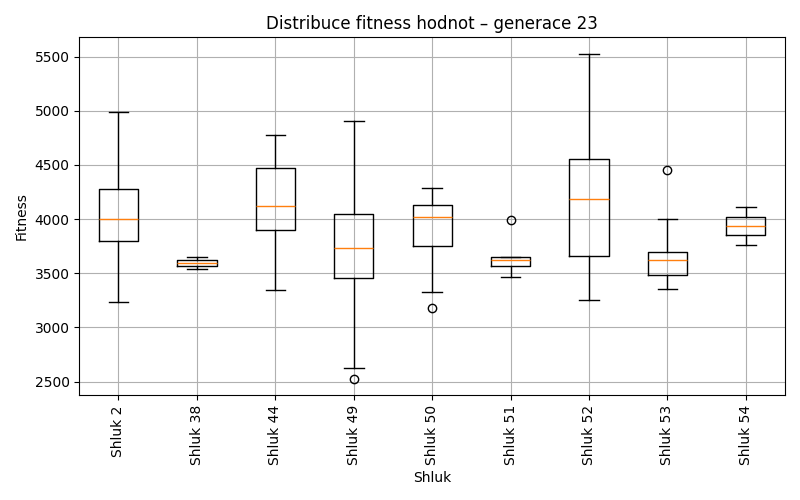 Distribuce fitness hodnot – generace 23
Fitness
5500
5000
4500
4000
3500
3000
2500
Shluk 2
Shluk 38
Shluk 44
Shluk 49
Shluk 50
Shluk 51
Shluk 52
Shluk 53
Shluk 54
Shluk